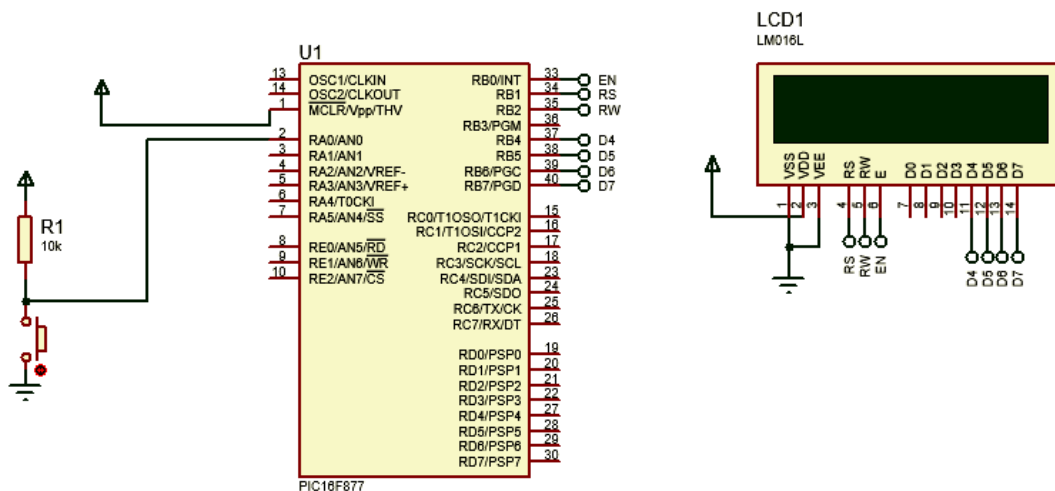 U1
13 OSC1/CLKIN
14 OSC2/CLKOUT
1 MCLR/Vpp/THV
2 RA0/AN0
3 RA1/AN1
4 RA2/AN2/VREF-
5 RA3/AN3/VREF+
6 RA4/T0CKI
7 RA5/AN4/SS
8 RE0/AN5/RD
9 RE1/AN6/WR
10 RE2/AN7/CS
RB0/INT 33 EN
RB1 34 RS
RB2 35 RW
RB3/PGM 36
RB4 37 D4
RB5 38 D5
RB6/PGC 39 D6
RB7/PGD 40 D7
RC0/T1OSO/T1CKI 15
RC1/T1OSI/CCP2 16
RC2/CCP1 17
RC3/SCK/SCL 18
RC4/SDI/SDA 23
RC5/SDO 24
RC6/TX/CK 25
RC7/RX/DT 26
RD0/PSP0 19
RD1/PSP1 20
RD2/PSP2 21
RD3/PSP3 22
RD4/PSP4 27
RD5/PSP5 28
RD6/PSP6 29
RD7/PSP7 30
PIC16F877
R1
10k
LCD1
LM016L
VSS VDD VEE RS RW E D0 D1 D2 D3 D4 D5 D6 D7
1 2 3 4 5 6 7 8 9 10 11 12 13 14
RS RW EN D4 D5 D6 D7